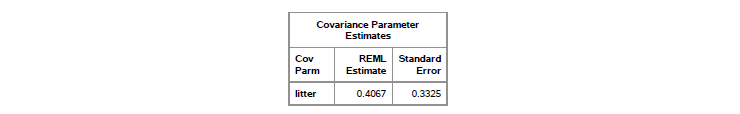 Covariance Parameter
Estimates
Cov
Parm
REML
Estimate
Standard
Error
litter
0.4067
0.3325